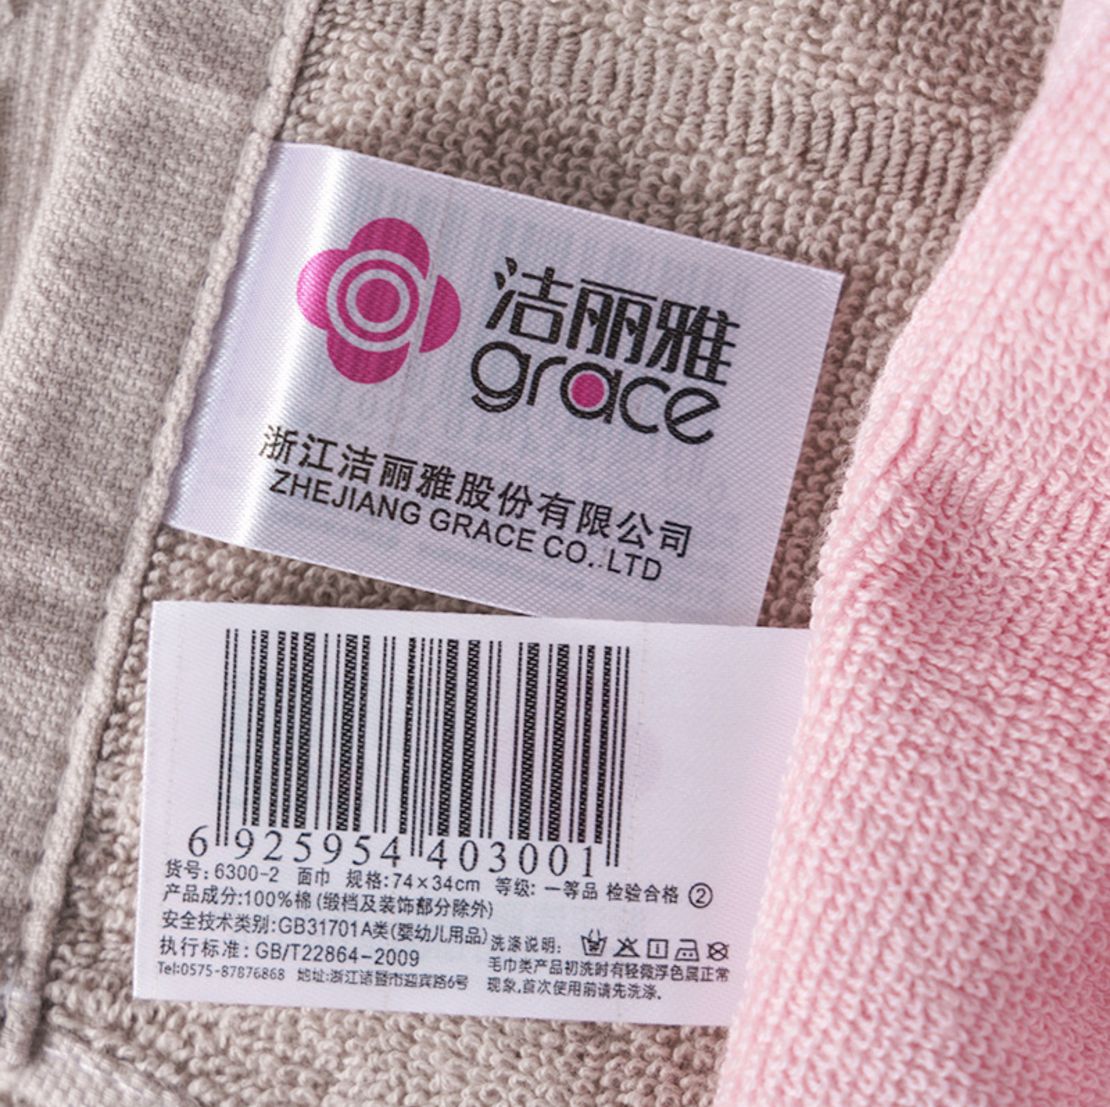 洁丽雅
grace
浙江洁丽雅股份有限公司
ZHEJIANG GRACE CO.,LTD
6 925954 403001
货号:6300-2 面巾 规格:74×34cm 等级: 一等品 检验合格 ②
产品成分:100%棉(缎档及装饰部分除外)
安全技术类别:GB31701A类(婴幼儿用品)
执行标准: GB/T22864-2009
Tel:0575-87876868 地址:浙江诸暨市迎宾路6号
洗涤说明:
毛巾类产品初洗时有轻微浮色属正常
现象,首次使用前请先洗涤.